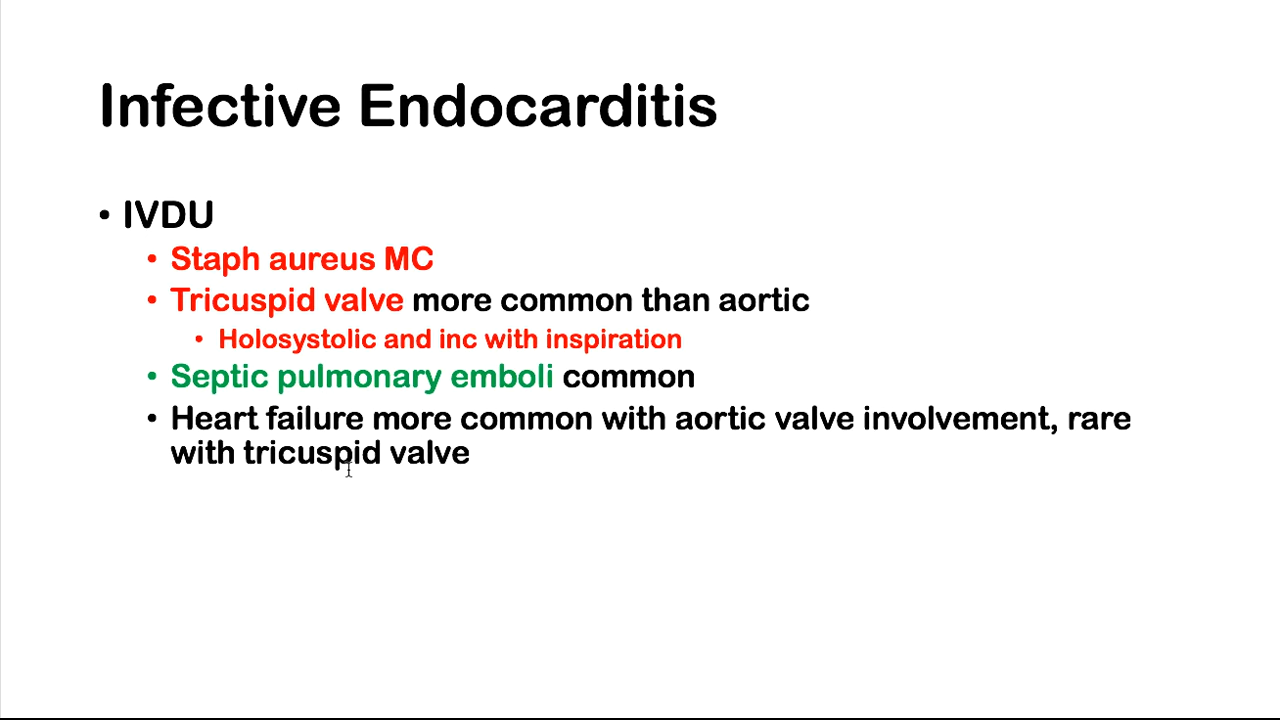 Infective Endocarditis
• IVDU
• Staph aureus MC
• Tricuspid valve more common than aortic
• Holosystolic and inc with inspiration
• Septic pulmonary emboli common
• Heart failure more common with aortic valve involvement, rare
with tricuspid valve